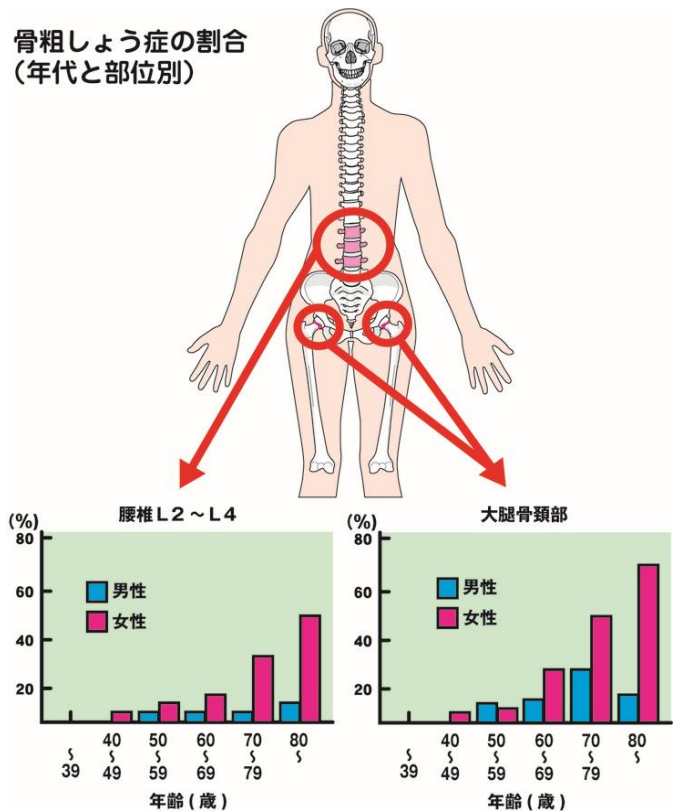 骨粗しょう症の割合
(年代と部位別)
腰椎L2〜L4
(%)
80
60
40
20
男性
女性
〜39
40〜49
50〜59
60〜69
70〜79
80〜
年齢(歳)
大腿骨頚部
(%)
80
60
40
20
男性
女性
〜39
40〜49
50〜59
60〜69
70〜79
80〜
年齢(歳)